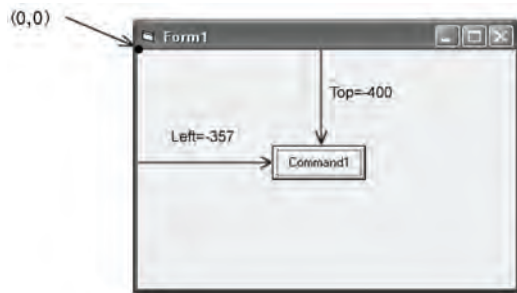 (0,0)
Form1
Top=-400
Left=-357
Command1